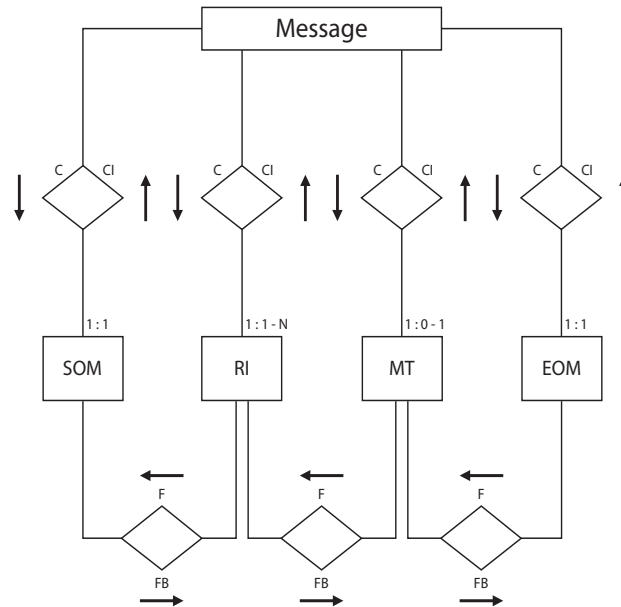 Message
C CI C CI C CI C CI
1:1 1:1-N 1:0-1 1:1
SOM RI MT EOM
F F F
FB FB FB